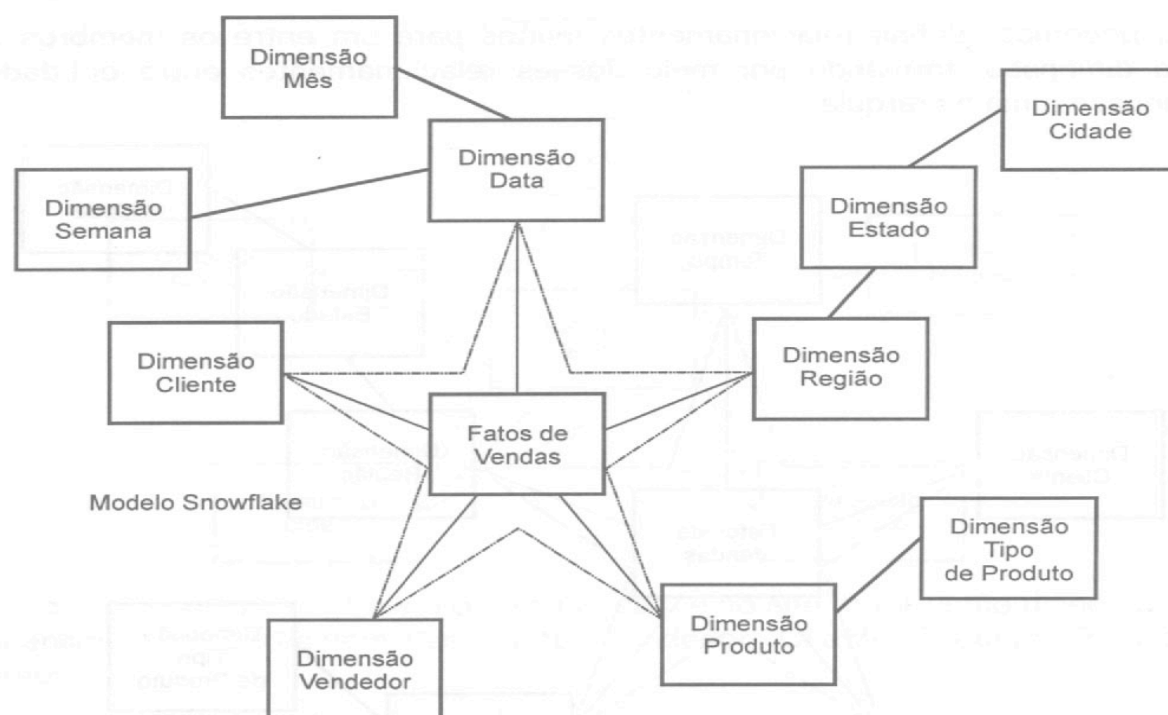 Dimensão
Mês
Dimensão
Data
Dimensão
Cidade
Dimensão
Semana
Dimensão
Estado
Dimensão
Cliente
Dimensão
Região
Fatos de
Vendas
Modelo Snowflake
Dimensão
Tipo
de Produto
Dimensão
Produto
Dimensão
Vendedor